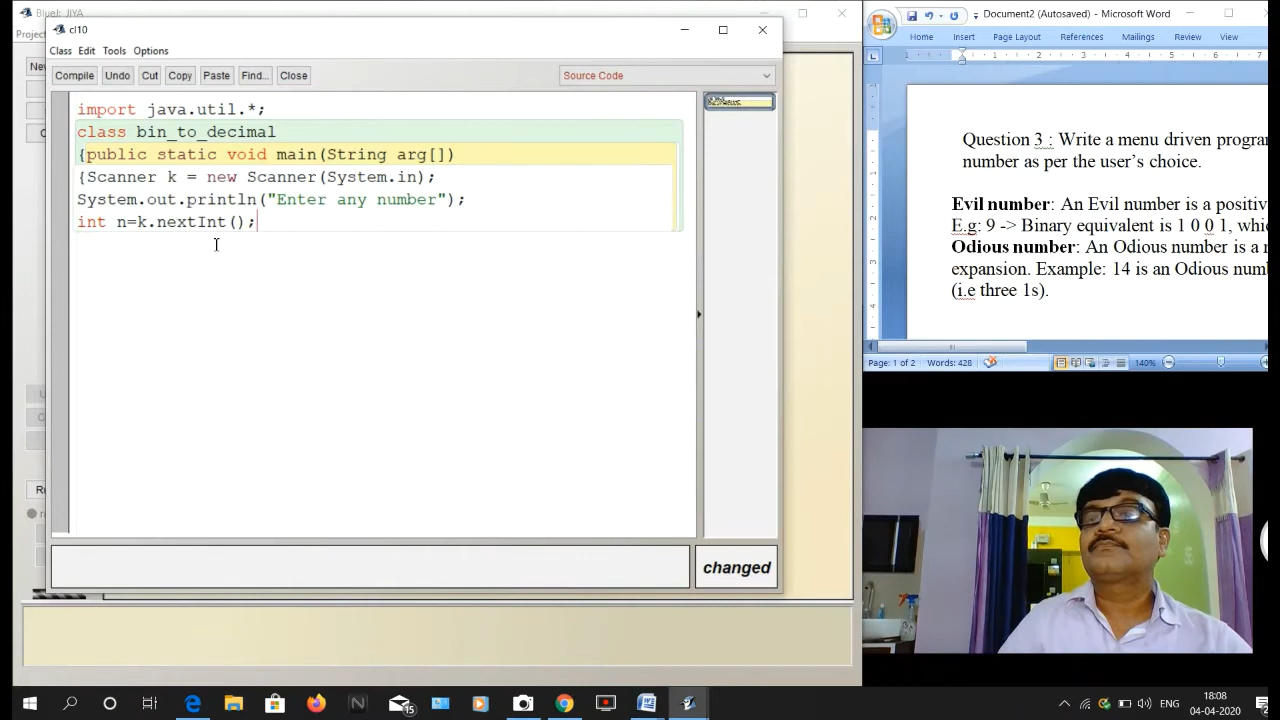 BlueJ: JIYA
Document2 (Autosaved) - Microsoft Word
cl10
Home Insert Page Layout References Mailings Review View
Class Edit Tools Options
Compile Undo Cut Copy Paste Find... Close Source Code
import java.util.*;
class bin_to_decimal
{public static void main(String arg[])
{Scanner k = new Scanner(System.in);
System.out.println("Enter any number");
int n=k.nextInt();
Question 3 : Write a menu driven program
number as per the user's choice.
Evil number: An Evil number is a positiv
E.g: 9 -> Binary equivalent is 1 0 0 1, whic
Odious number: An Odious number is a
expansion. Example: 14 is an Odious num
(i.e three 1s).
Page: 1 of 2 Words: 428 140%
changed
15
18:08
04-04-2020